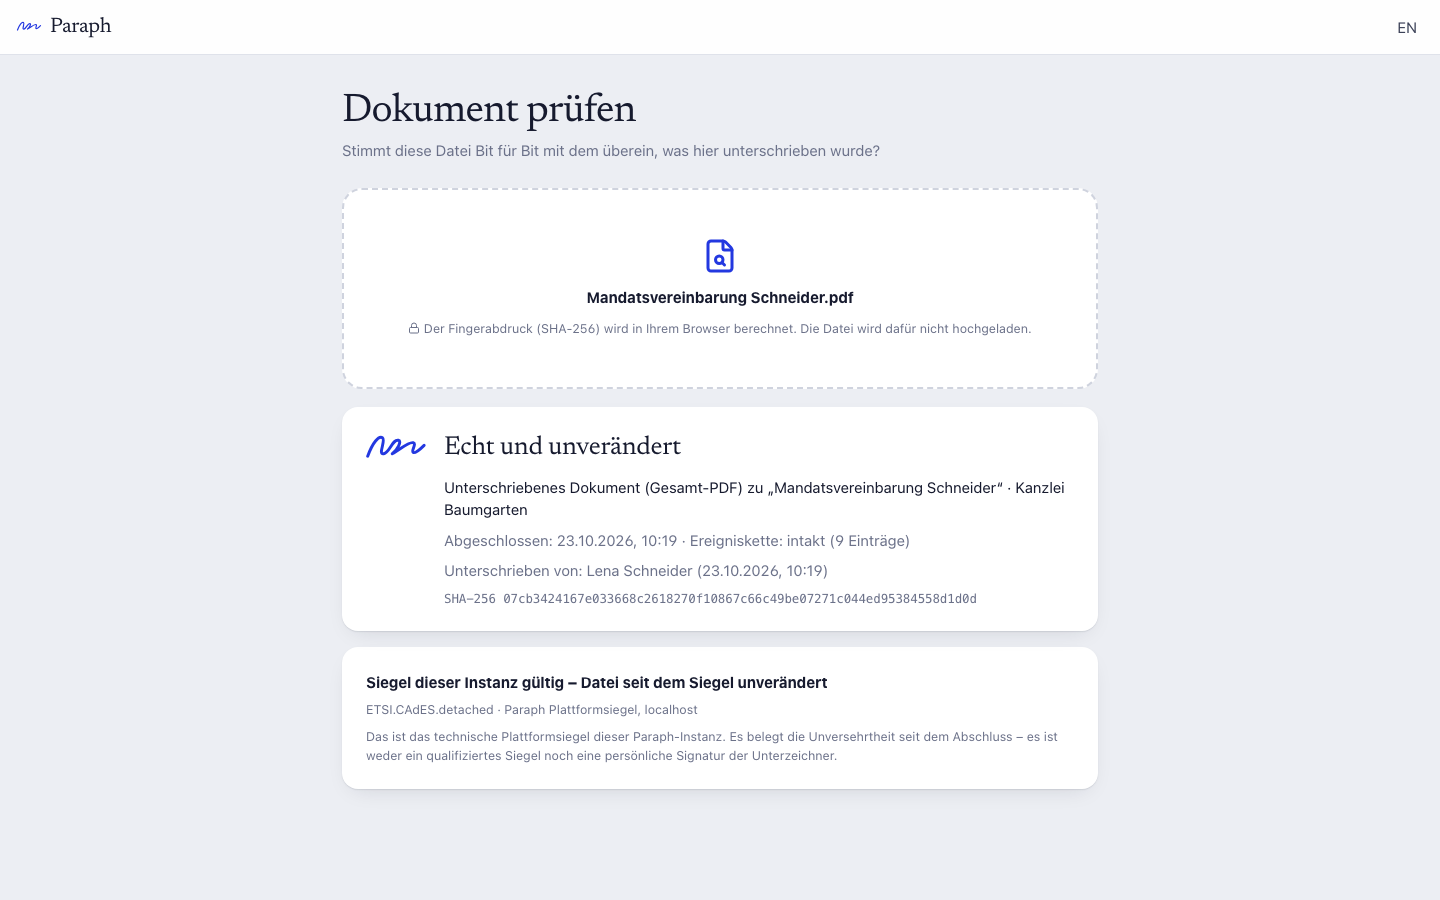 Paraph
EN
Dokument prüfen
Stimmt diese Datei Bit für Bit mit dem überein, was hier unterschrieben wurde?
Mandatsvereinbarung Schneider.pdf
Der Fingerabdruck (SHA-256) wird in Ihrem Browser berechnet. Die Datei wird dafür nicht hochgeladen.
Echt und unverändert
Unterschriebenes Dokument (Gesamt-PDF) zu „Mandatsvereinbarung Schneider“ · Kanzlei
Baumgarten
Abgeschlossen: 23.10.2026, 10:19 · Ereigniskette: intakt (9 Einträge)
Unterschrieben von: Lena Schneider (23.10.2026, 10:19)
SHA-256 07cb3424167e033668c2618270f10867c66c49be07271c044ed95384558d1d0d
Siegel dieser Instanz gültig – Datei seit dem Siegel unverändert
ETSI.CAdES.detached · Paraph Plattformsiegel, localhost
Das ist das technische Plattformsiegel dieser Paraph-Instanz. Es belegt die Unversehrtheit seit dem Abschluss – es ist
weder ein qualifiziertes Siegel noch eine persönliche Signatur der Unterzeichner.